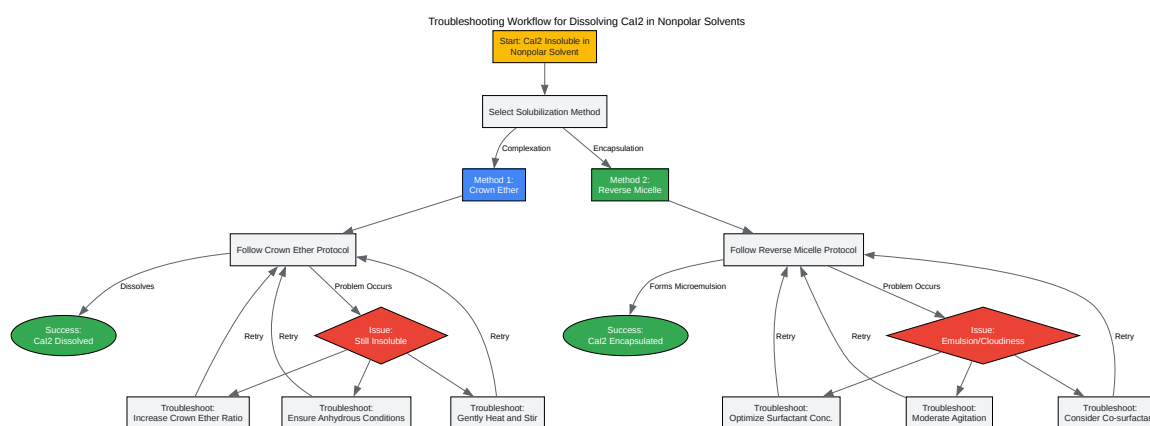 Troubleshooting Workflow for Dissolving CaI2 in Nonpolar Solvents
Start: CaI2 Insoluble in
Nonpolar Solvent
Select Solubilization Method
Complexation
Encapsulation
Method 1:
Crown Ether
Method 2:
Reverse Micelle
Follow Crown Ether Protocol
Follow Reverse Micelle Protocol
Dissolves
Problem Occurs
Forms Microemulsion
Problem Occurs
Success:
CaI2 Dissolved
Retry
Retry
Issue:
Still Insoluble
Retry
Success:
CaI2 Encapsulated
Retry
Retry
Issue:
Emulsion/Cloudiness
Retry
Troubleshoot:
Increase Crown Ether Ratio
Troubleshoot:
Ensure Anhydrous Conditions
Troubleshoot:
Gently Heat and Stir
Troubleshoot:
Optimize Surfactant Conc.
Troubleshoot:
Moderate Agitation
Troubleshoot:
Consider Co-surfactant